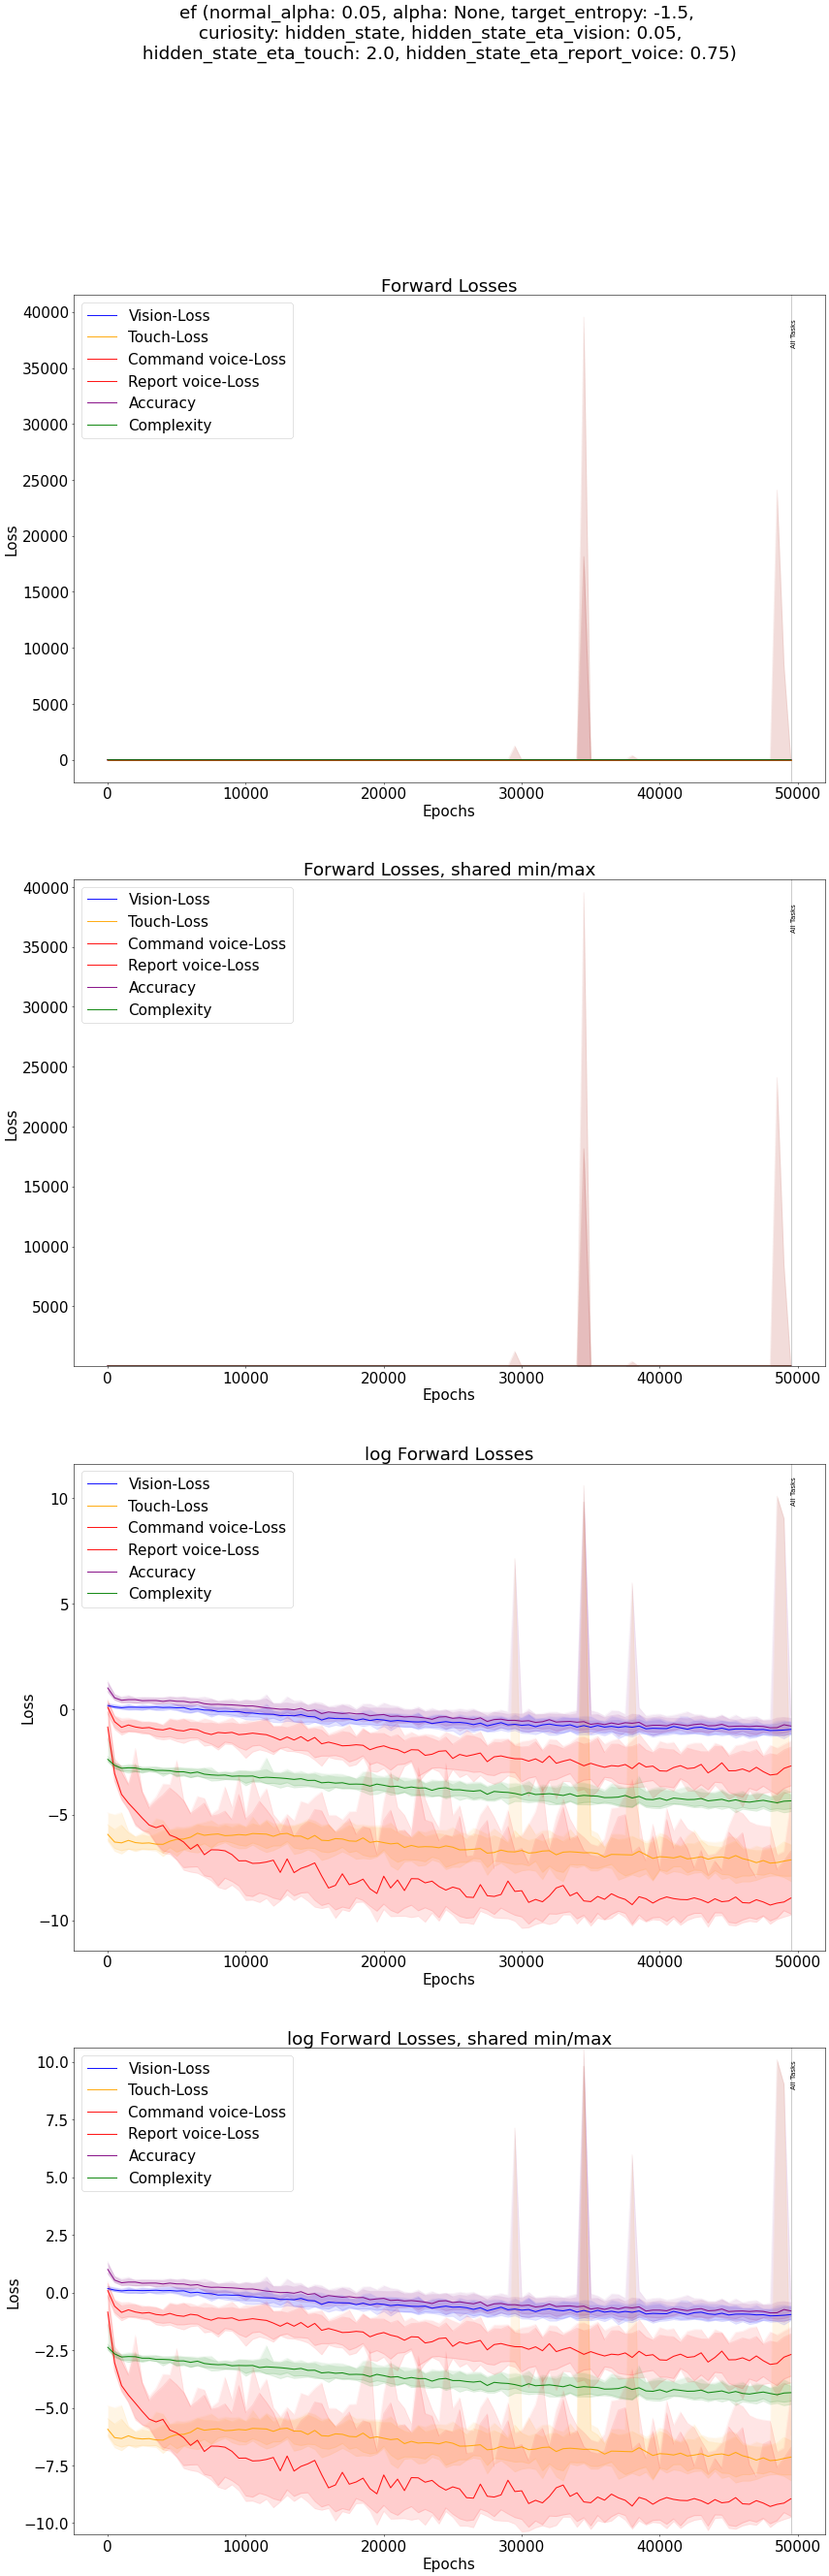 ef (normal_alpha: 0.05, alpha: None, target_entropy: -1.5,
curiosity: hidden_state, hidden_state_eta_vision: 0.05,
hidden_state_eta_touch: 2.0, hidden_state_eta_report_voice: 0.75)
Forward Losses
Vision-Loss
Touch-Loss
Command voice-Loss
Report voice-Loss
Accuracy
Complexity
All Tasks
40000
35000
30000
25000
20000
15000
10000
5000
0
Loss
0 10000 20000 30000 40000 50000
Epochs
Forward Losses, shared min/max
Vision-Loss
Touch-Loss
Command voice-Loss
Report voice-Loss
Accuracy
Complexity
All Tasks
40000
35000
30000
25000
20000
15000
10000
5000
Loss
0 10000 20000 30000 40000 50000
Epochs
log Forward Losses
Vision-Loss
Touch-Loss
Command voice-Loss
Report voice-Loss
Accuracy
Complexity
All Tasks
10
5
0
−5
−10
Loss
0 10000 20000 30000 40000 50000
Epochs
log Forward Losses, shared min/max
Vision-Loss
Touch-Loss
Command voice-Loss
Report voice-Loss
Accuracy
Complexity
All Tasks
10.0
7.5
5.0
2.5
0.0
−2.5
−5.0
−7.5
−10.0
Loss
0 10000 20000 30000 40000 50000
Epochs